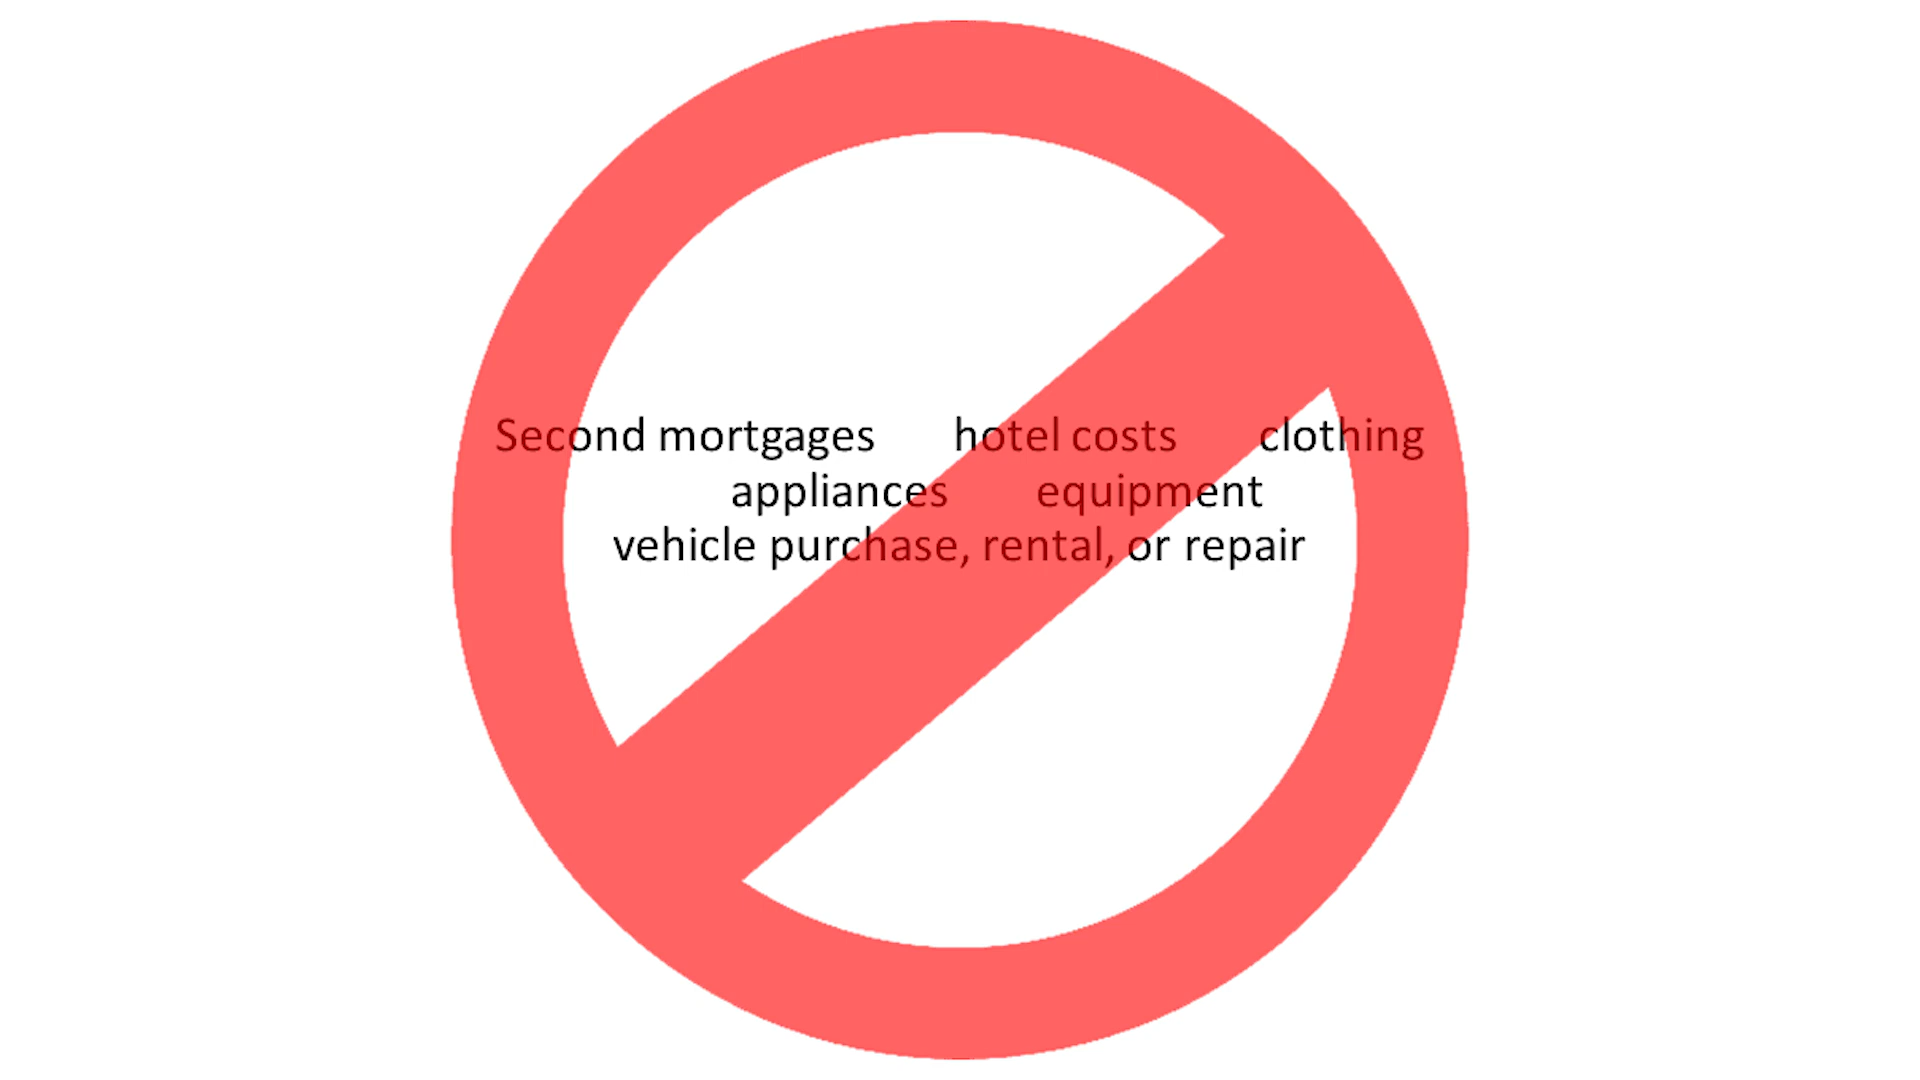 Second mortgages hotel costs clothing
appliances equipment
vehicle purchase, rental, or repair